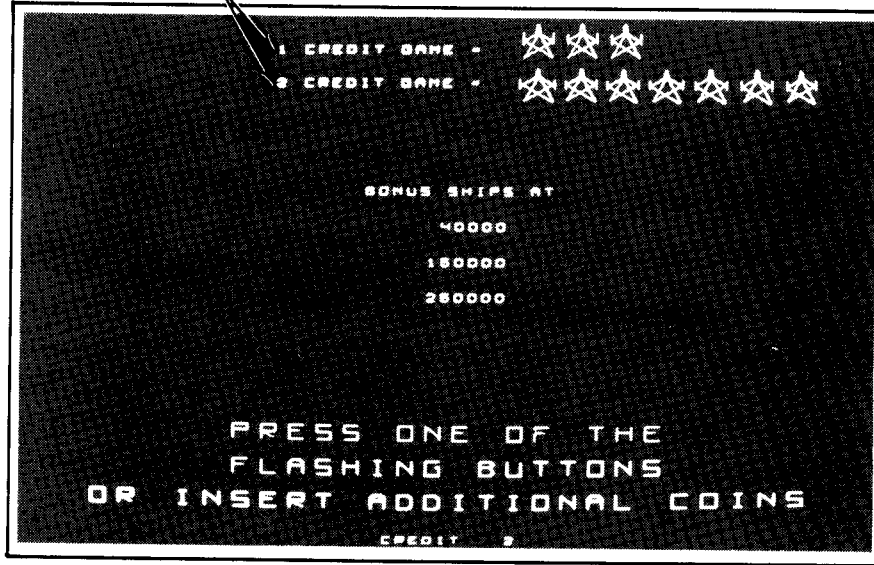 1 CREDIT GAME -
2 CREDIT GAME -
BONUS SHIPS AT
40000
150000
250000
PRESS ONE OF THE
FLASHING BUTTONS
OR INSERT ADDITIONAL COINS
CREDIT 2